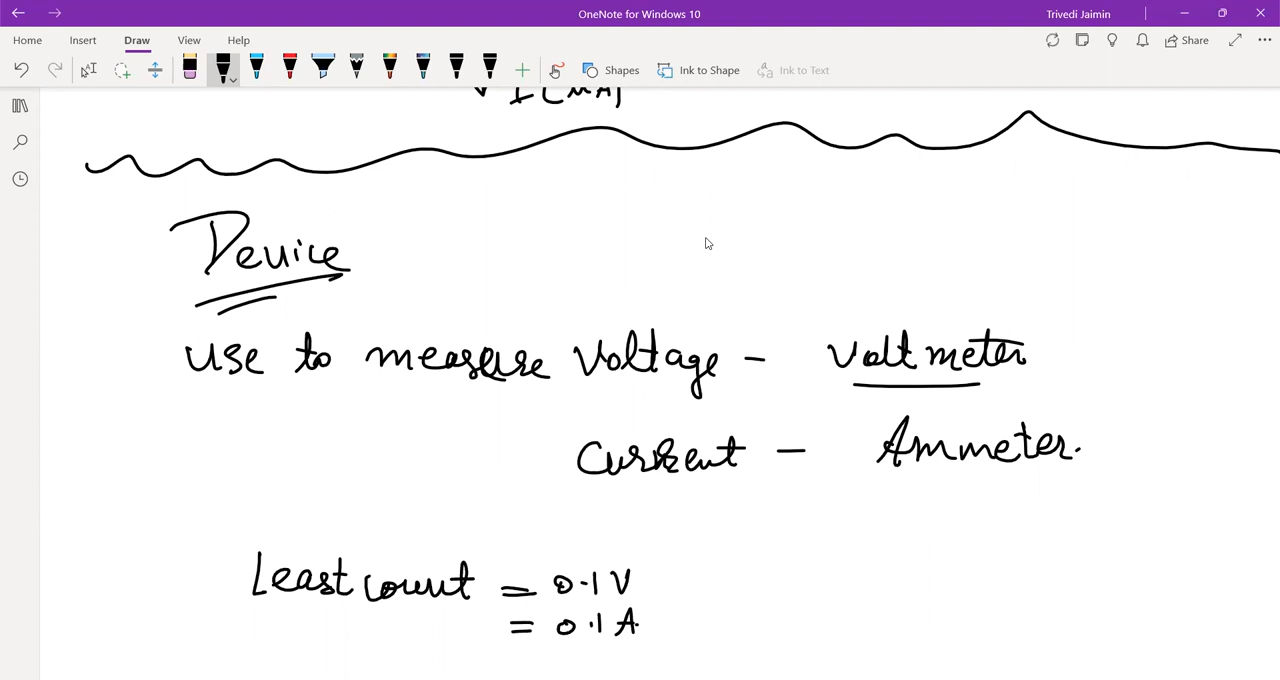 OneNote for Windows 10
Trivedi Jaimin
Home Insert Draw View Help
Share
Shapes Ink to Shape Ink to Text
I(μA)
Device
use to measure Voltage - Voltmeter
Current - Ammeter.
Least count = 0.1 V
= 0.1 A